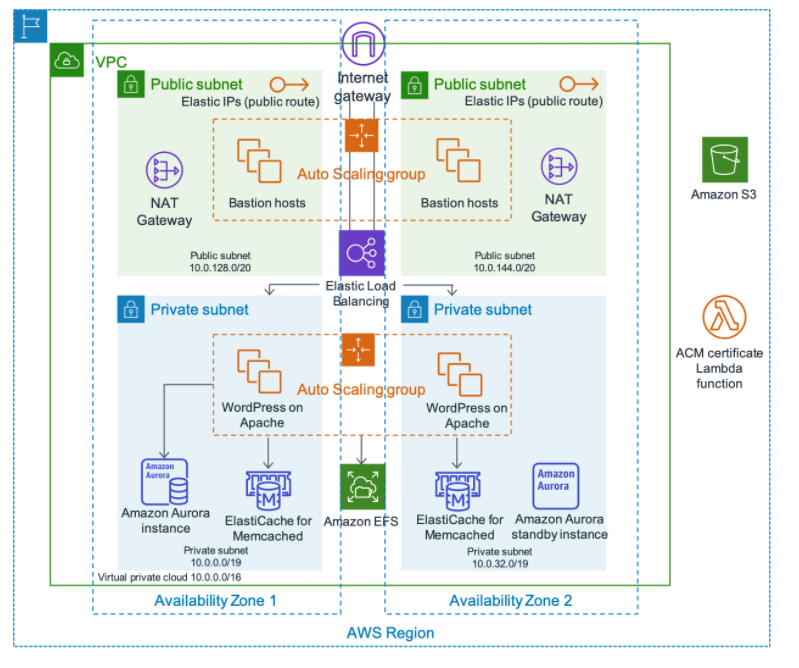 VPC
Internet
gateway
Public subnet
Elastic IPs (public route)
Public subnet
Elastic IPs (public route)
NAT
Gateway
Bastion hosts
Auto Scaling group
Bastion hosts
NAT
Gateway
Public subnet
10.0.128.0/20
Public subnet
10.0.144.0/20
Elastic Load
Balancing
Private subnet
Private subnet
WordPress on
Apache
Auto Scaling group
WordPress on
Apache
Amazon
Aurora
Amazon Aurora
instance
M
ElastiCache for
Memcached
Amazon EFS
M
ElastiCache for
Memcached
Amazon
Aurora
Amazon Aurora
standby instance
Private subnet
10.0.0.0/19
Private subnet
10.0.32.0/19
Virtual private cloud 10.0.0.0/16
Availability Zone 1
Availability Zone 2
AWS Region
Amazon S3
ACM certificate
Lambda
function